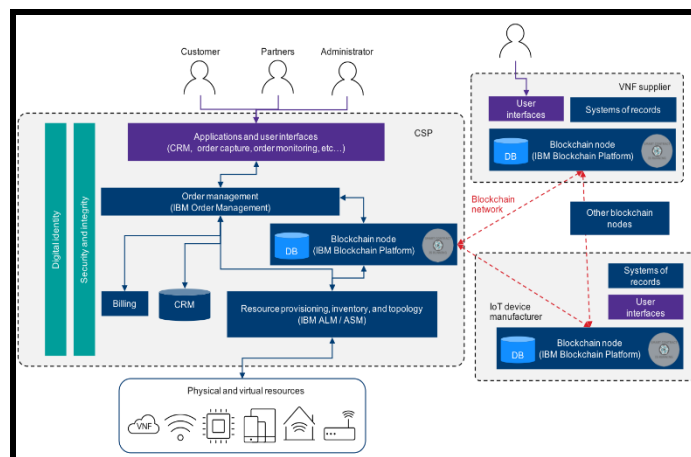 Customer
Partners
Administrator
CSP
Digital identity
Security and integrity
Applications and user interfaces
(CRM, order capture, order monitoring, etc...)
Order management
(IBM Order Management)
DB
Blockchain node
(IBM Blockchain Platform)
Billing
CRM
Resource provisioning, inventory, and topology
(IBM ALM / ASM)
Physical and virtual resources
VNF
Blockchain
network
VNF supplier
User
interfaces
Systems of records
DB
Blockchain node
(IBM Blockchain Platform)
Other blockchain
nodes
Systems of
records
IoT device
manufacturer
User
interfaces
DB
Blockchain node
(IBM Blockchain Platform)